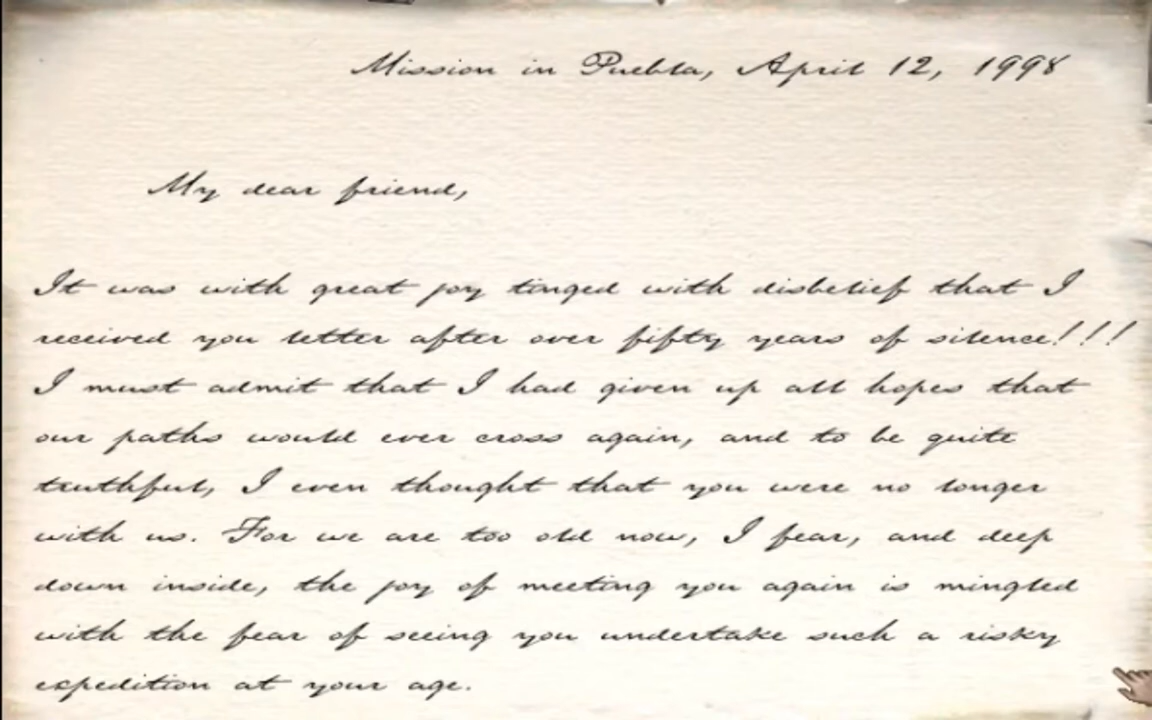 Mission in Puebla, April 12, 1998
My dear friend,
It was with great joy tinged with disbelief that I
received you letter after over fifty years of silence!!!
I must admit that I had given up all hopes that
our paths would ever cross again, and to be quite
truthful, I even thought that you were no longer
with us. For we are too old now, I fear, and deep
down inside, the joy of meeting you again is mingled
with the fear of seeing you undertake such a risky
expedition at your age.